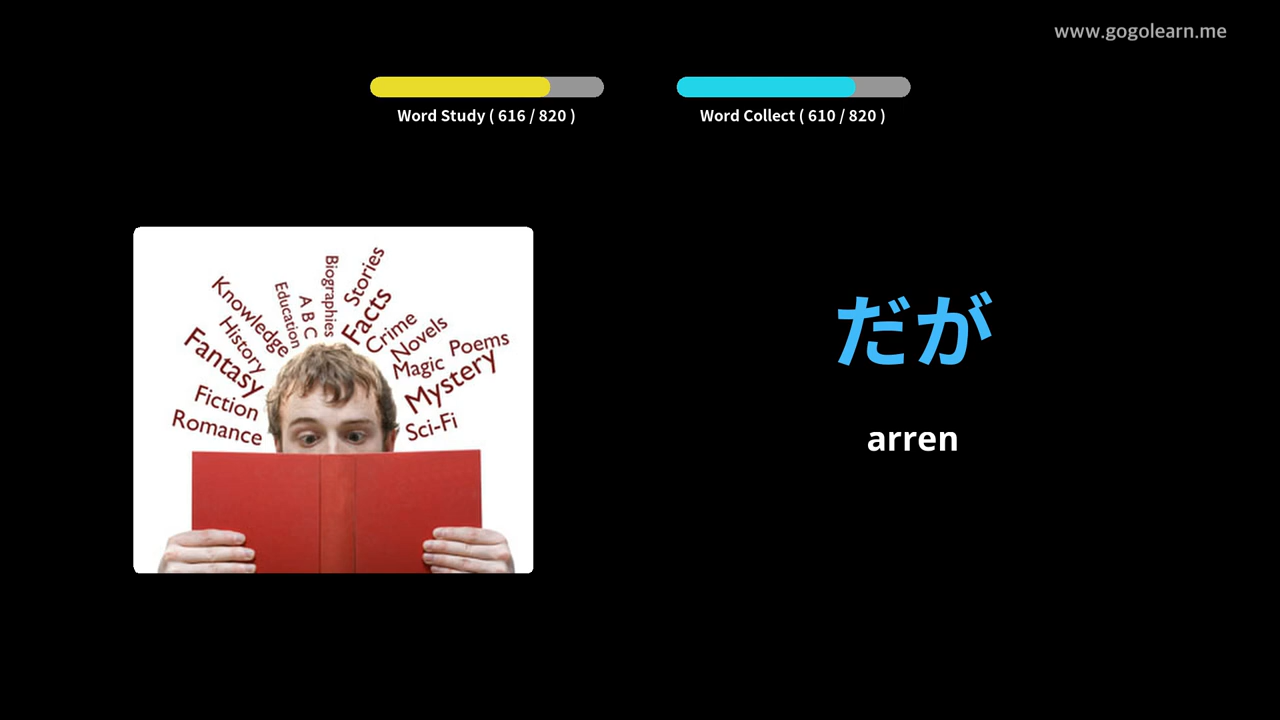 www.gogolearn.me
Word Study ( 616 / 820 )
Word Collect ( 610 / 820 )
Knowledge
Education
A B C
Biographies
Stories
Facts
Crime
Novels
Poems
Magic
Mystery
Sci-Fi
History
Fantasy
Fiction
Romance
だが
arren